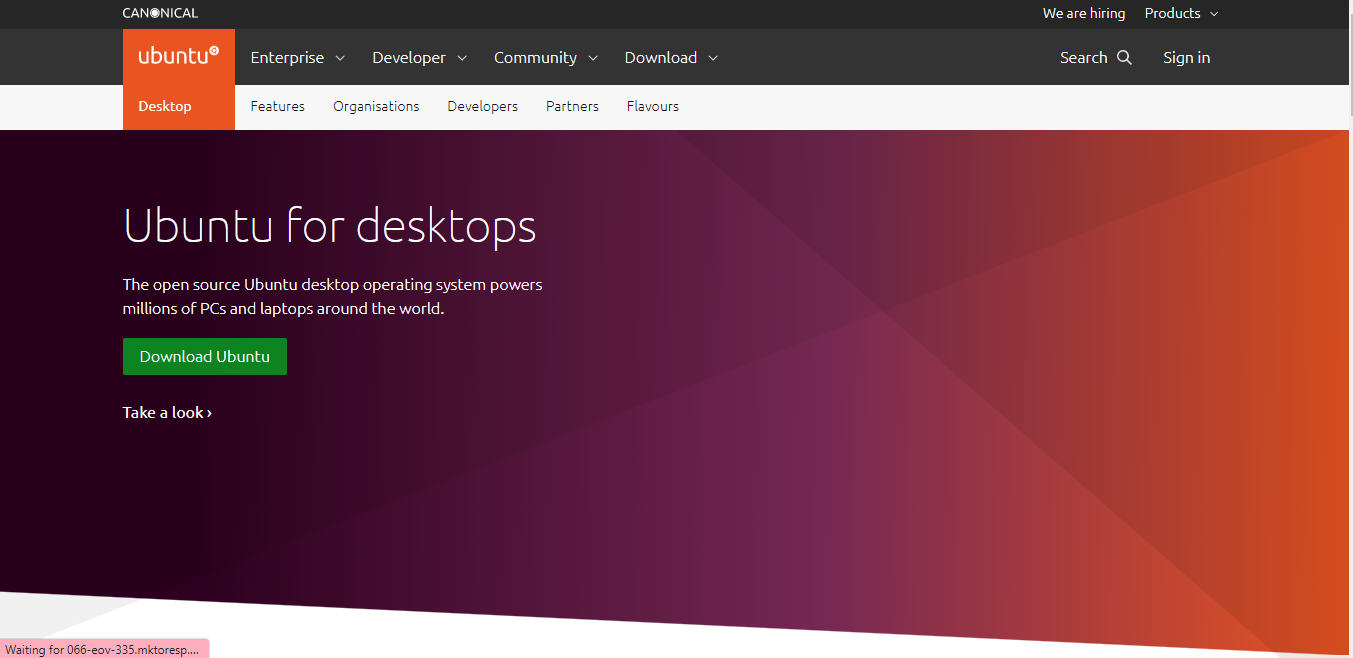 CANONICAL
We are hiring Products
ubuntu Enterprise Developer Community Download Search Sign in
Desktop Features Organisations Developers Partners Flavours
Ubuntu for desktops
The open source Ubuntu desktop operating system powers
millions of PCs and laptops around the world.
Download Ubuntu
Take a look ›
Waiting for 066-eov-335.mktoresp....